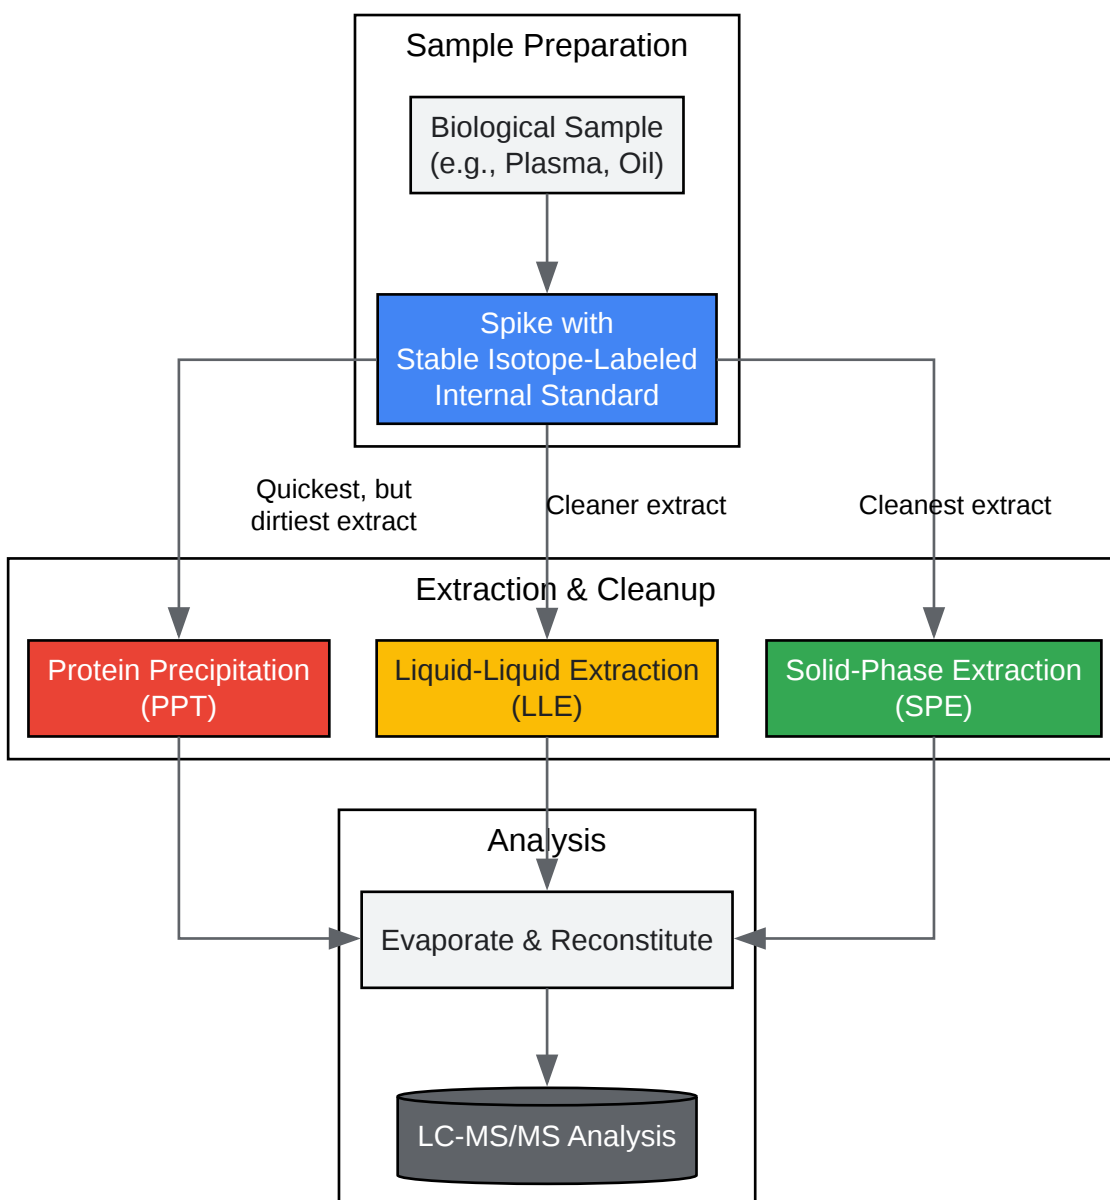 Sample Preparation
Biological Sample
(e.g., Plasma, Oil)
Spike with
Stable Isotope-Labeled
Internal Standard
Quickest, but
dirtiest extract
Cleaner extract
Cleanest extract
Extraction & Cleanup
Protein Precipitation
(PPT)
Liquid-Liquid Extraction
(LLE)
Solid-Phase Extraction
(SPE)
Analysis
Evaporate & Reconstitute
LC-MS/MS Analysis